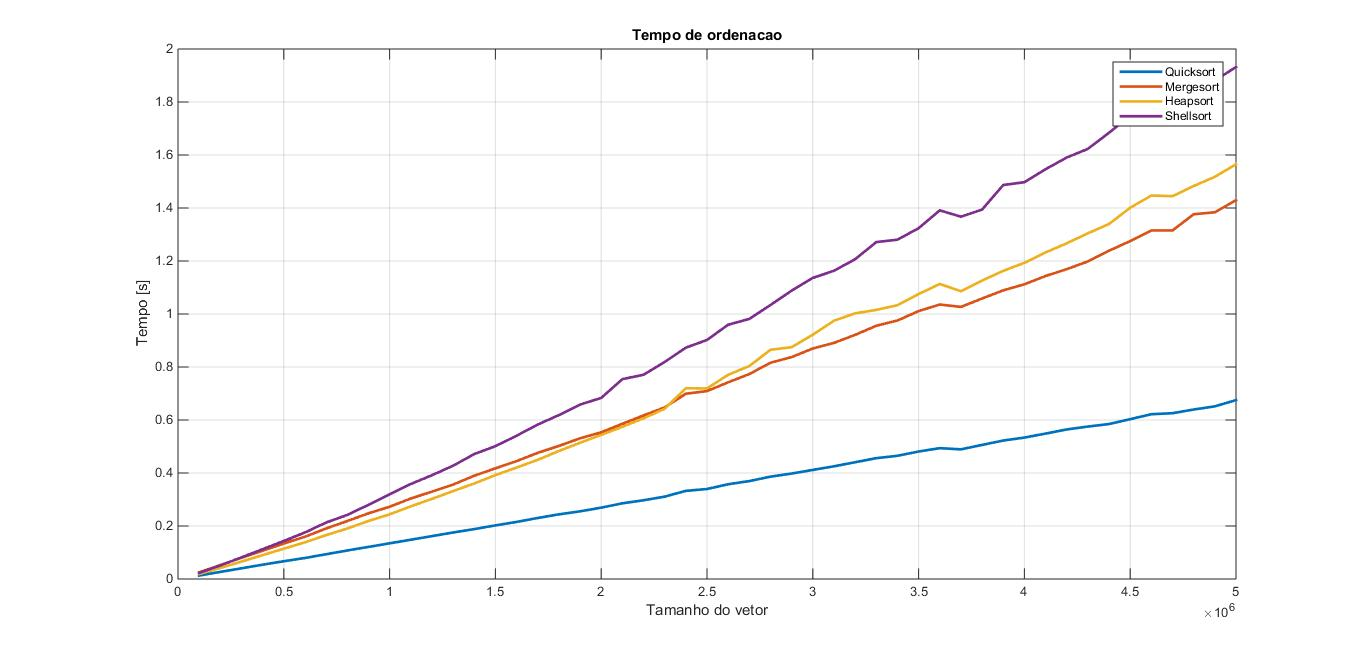 Tempo de ordenacao
Quicksort
Mergesort
Heapsort
Shellsort
Tempo [s]
2
1.8
1.6
1.4
1.2
1
0.8
0.6
0.4
0.2
0
0 0.5 1 1.5 2 2.5 3 3.5 4 4.5 5
Tamanho do vetor
×10⁶